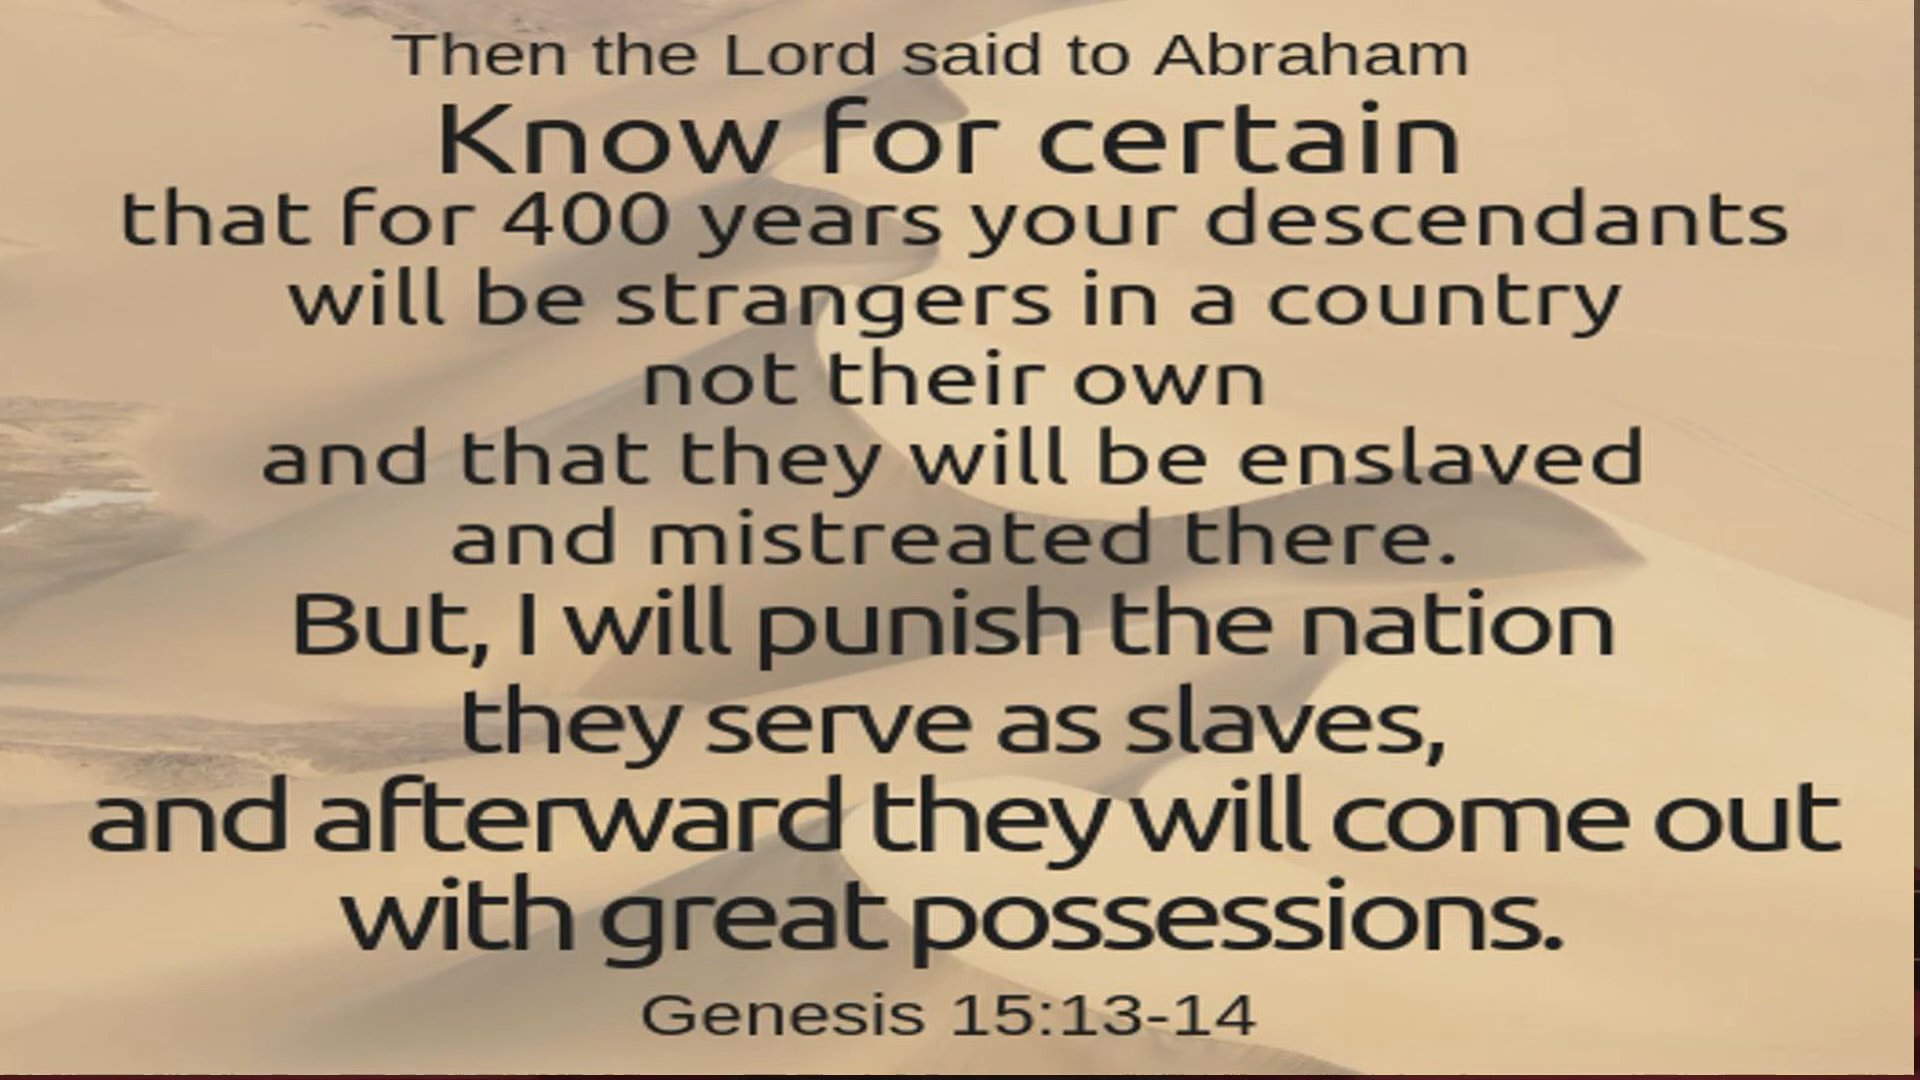 Then the Lord said to Abraham
Know for certain
that for 400 years your descendants
will be strangers in a country
not their own
and that they will be enslaved
and mistreated there.
But, I will punish the nation
they serve as slaves,
and afterward they will come out
with great possessions.
Genesis 15:13-14